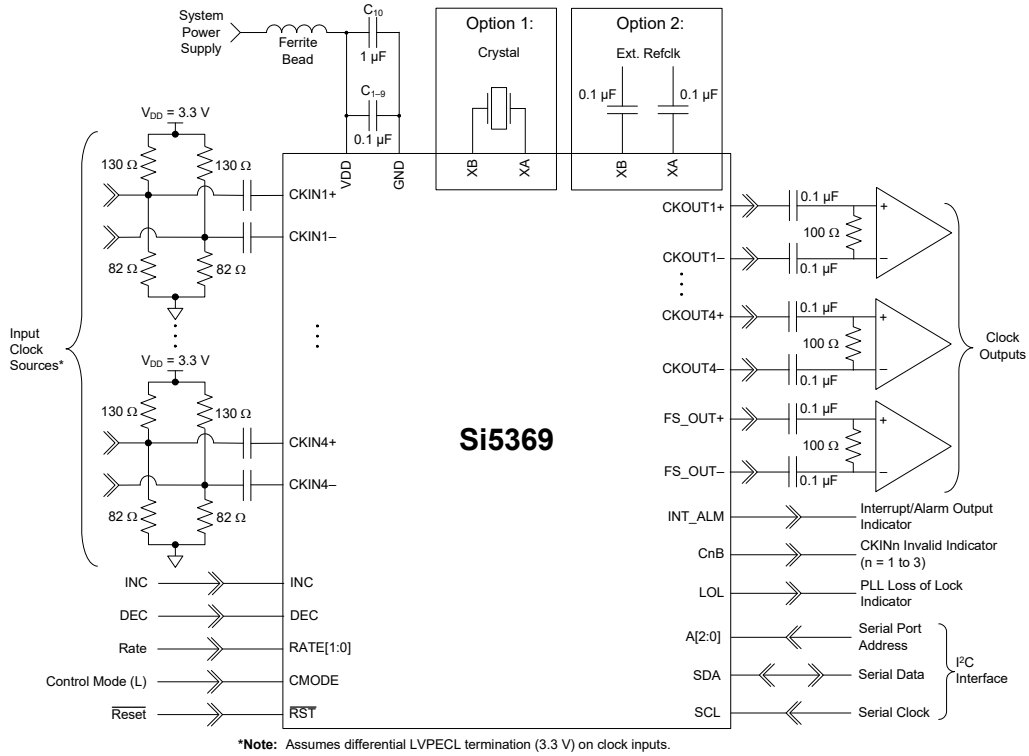 System
Power
Supply
Ferrite
Bead
C10
1 µF
C1–9
0.1 µF
Option 1:
Crystal
XB
XA
Option 2:
Ext. Refclk
0.1 µF
0.1 µF
XB
XA
VDD
GND
VDD = 3.3 V
130 Ω
130 Ω
CKIN1+
CKIN1–
82 Ω
82 Ω
Input
Clock
Sources*
VDD = 3.3 V
130 Ω
130 Ω
CKIN4+
CKIN4–
82 Ω
82 Ω
INC
INC
DEC
DEC
Rate
RATE[1:0]
Control Mode (L)
CMODE
Reset
RST
Si5369
CKOUT1+
0.1 µF
100 Ω
+
–
CKOUT1–
0.1 µF
CKOUT4+
0.1 µF
100 Ω
+
–
CKOUT4–
0.1 µF
FS_OUT+
0.1 µF
100 Ω
+
–
FS_OUT–
0.1 µF
Clock
Outputs
INT_ALM
Interrupt/Alarm Output
Indicator
CnB
CKINn Invalid Indicator
(n = 1 to 3)
LOL
PLL Loss of Lock
Indicator
A[2:0]
Serial Port
Address
SDA
Serial Data
SCL
Serial Clock
I²C
Interface
*Note: Assumes differential LVPECL termination (3.3 V) on clock inputs.